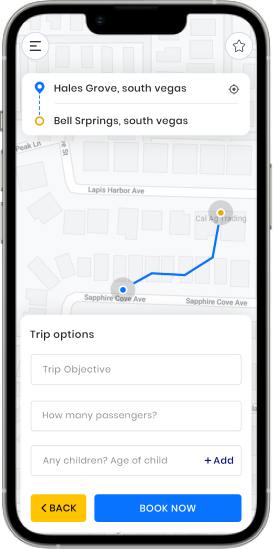 Hales Grove, south vegas
Bell Srprings, south vegas
Peak Ln
St
Lapis Harbor Ave
Cal Ag Trading
Sapphire Cove Ave
Sapphire Cove Ave
Trip options
Trip Objective
How many passengers?
Any children? Age of child
+ Add
< BACK
BOOK NOW